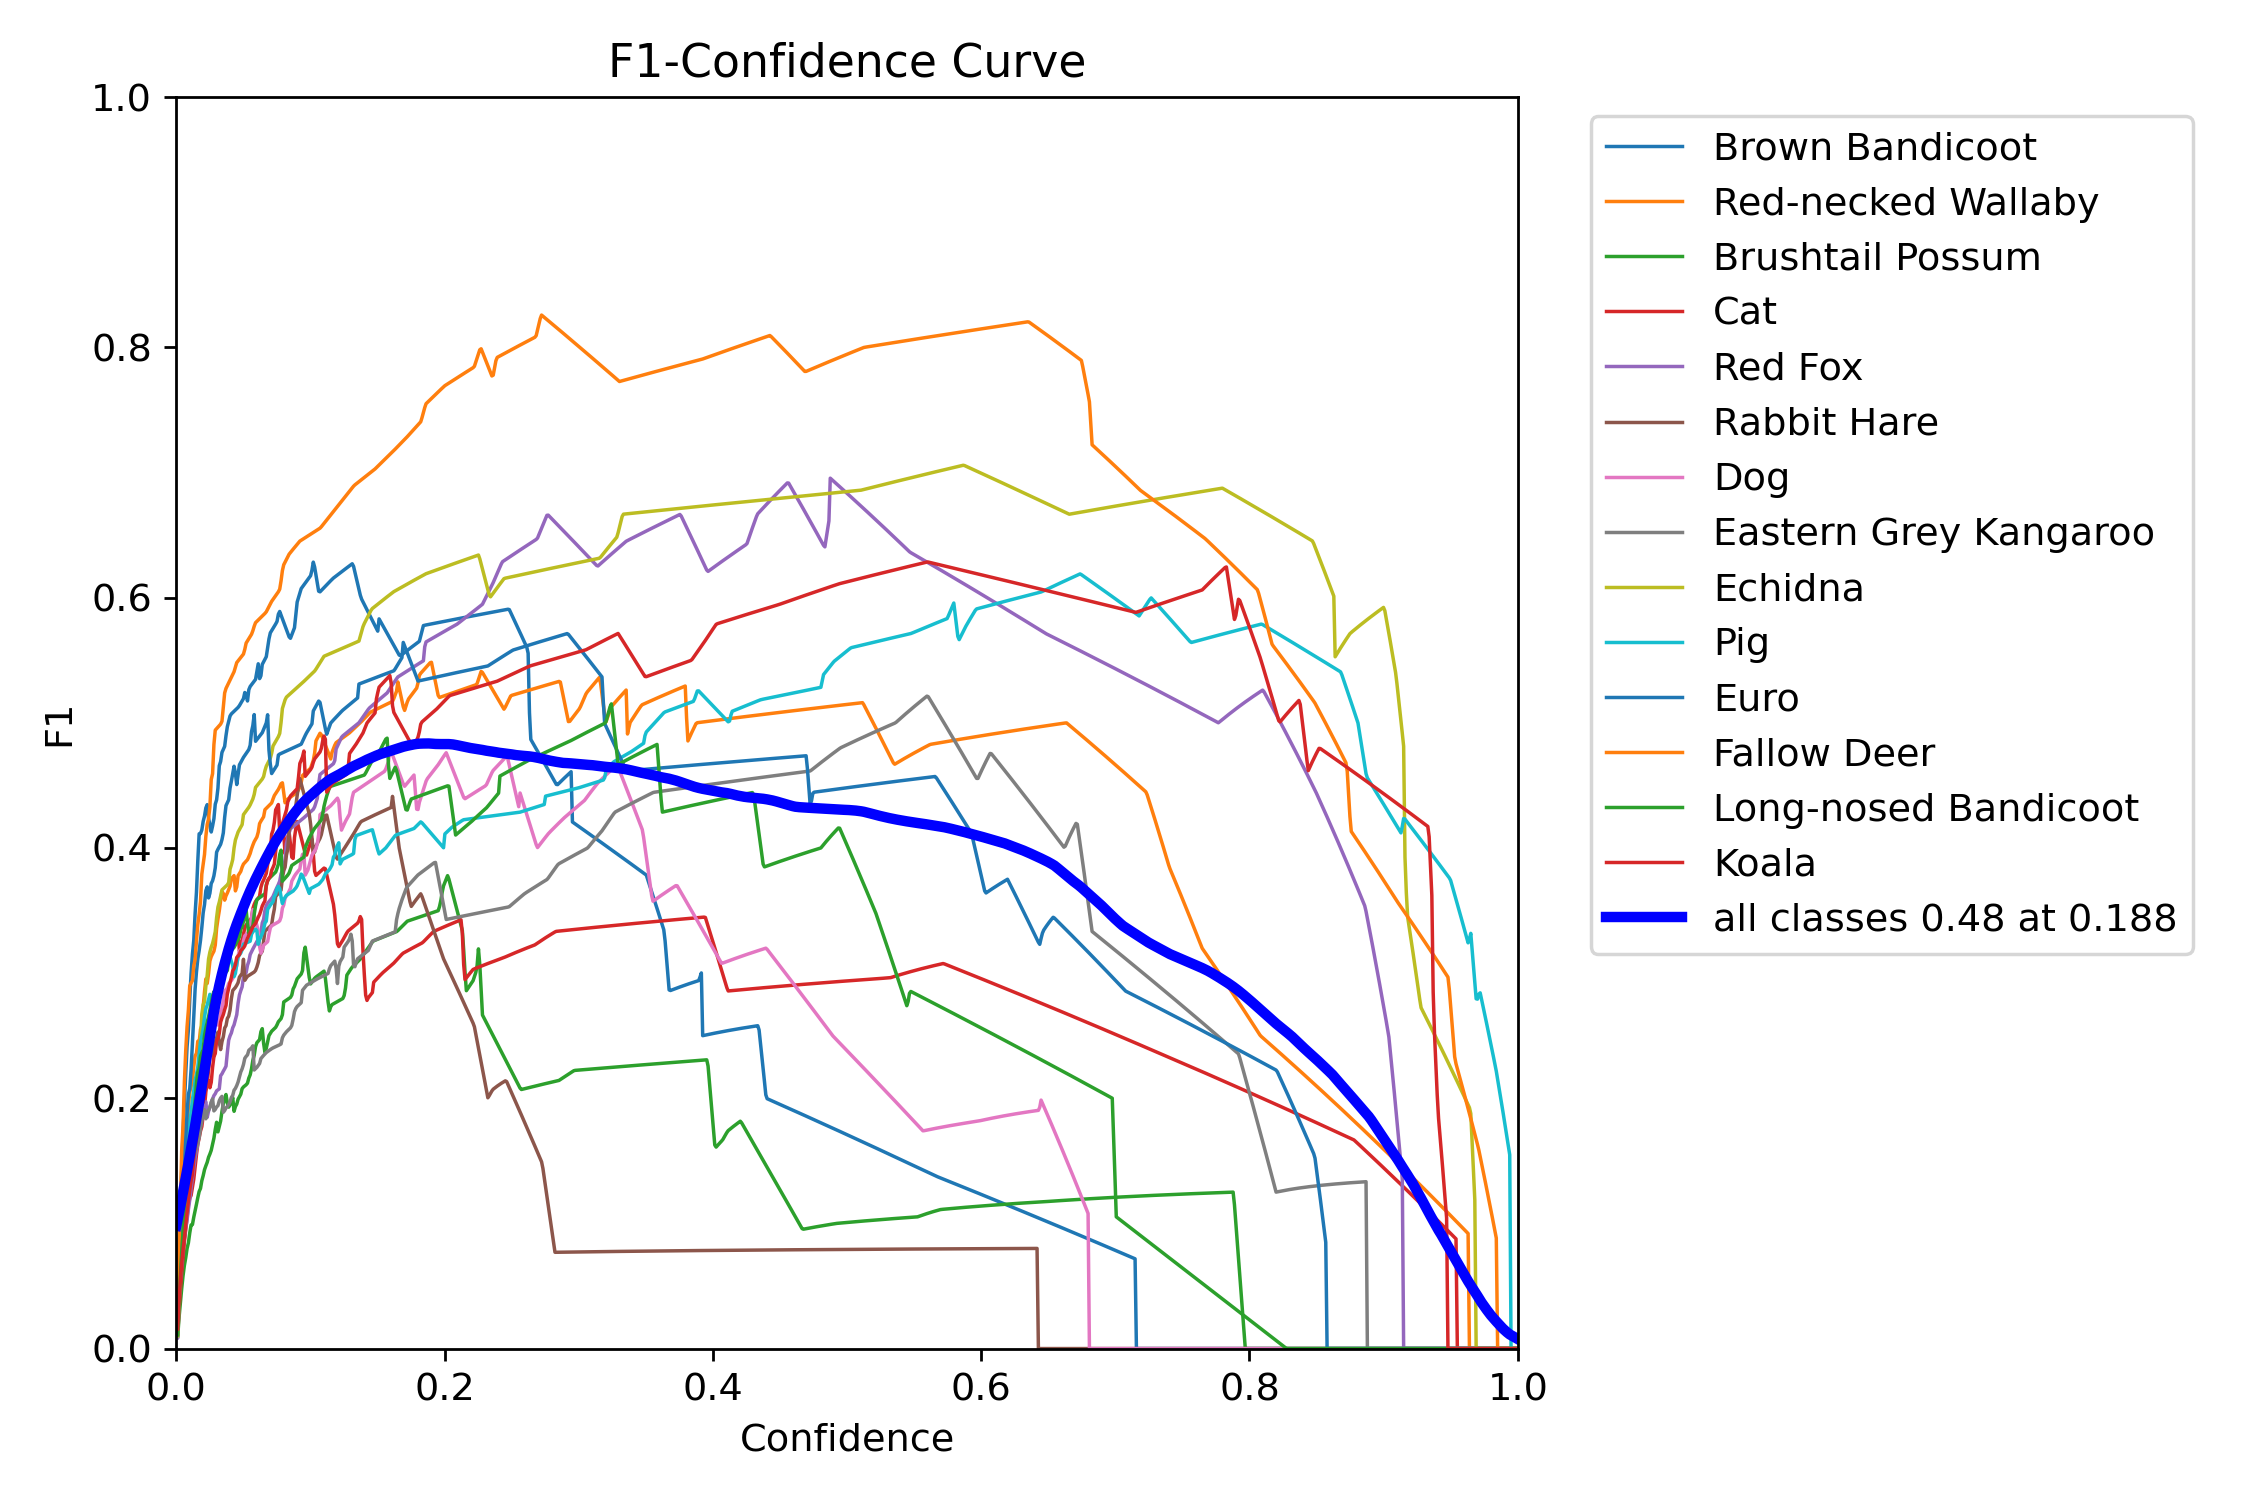 F1-Confidence Curve
1.0
0.8
0.6
0.4
0.2
0.0
F1
0.0 0.2 0.4 0.6 0.8 1.0
Confidence
Brown Bandicoot
Red-necked Wallaby
Brushtail Possum
Cat
Red Fox
Rabbit Hare
Dog
Eastern Grey Kangaroo
Echidna
Pig
Euro
Fallow Deer
Long-nosed Bandicoot
Koala
all classes 0.48 at 0.188